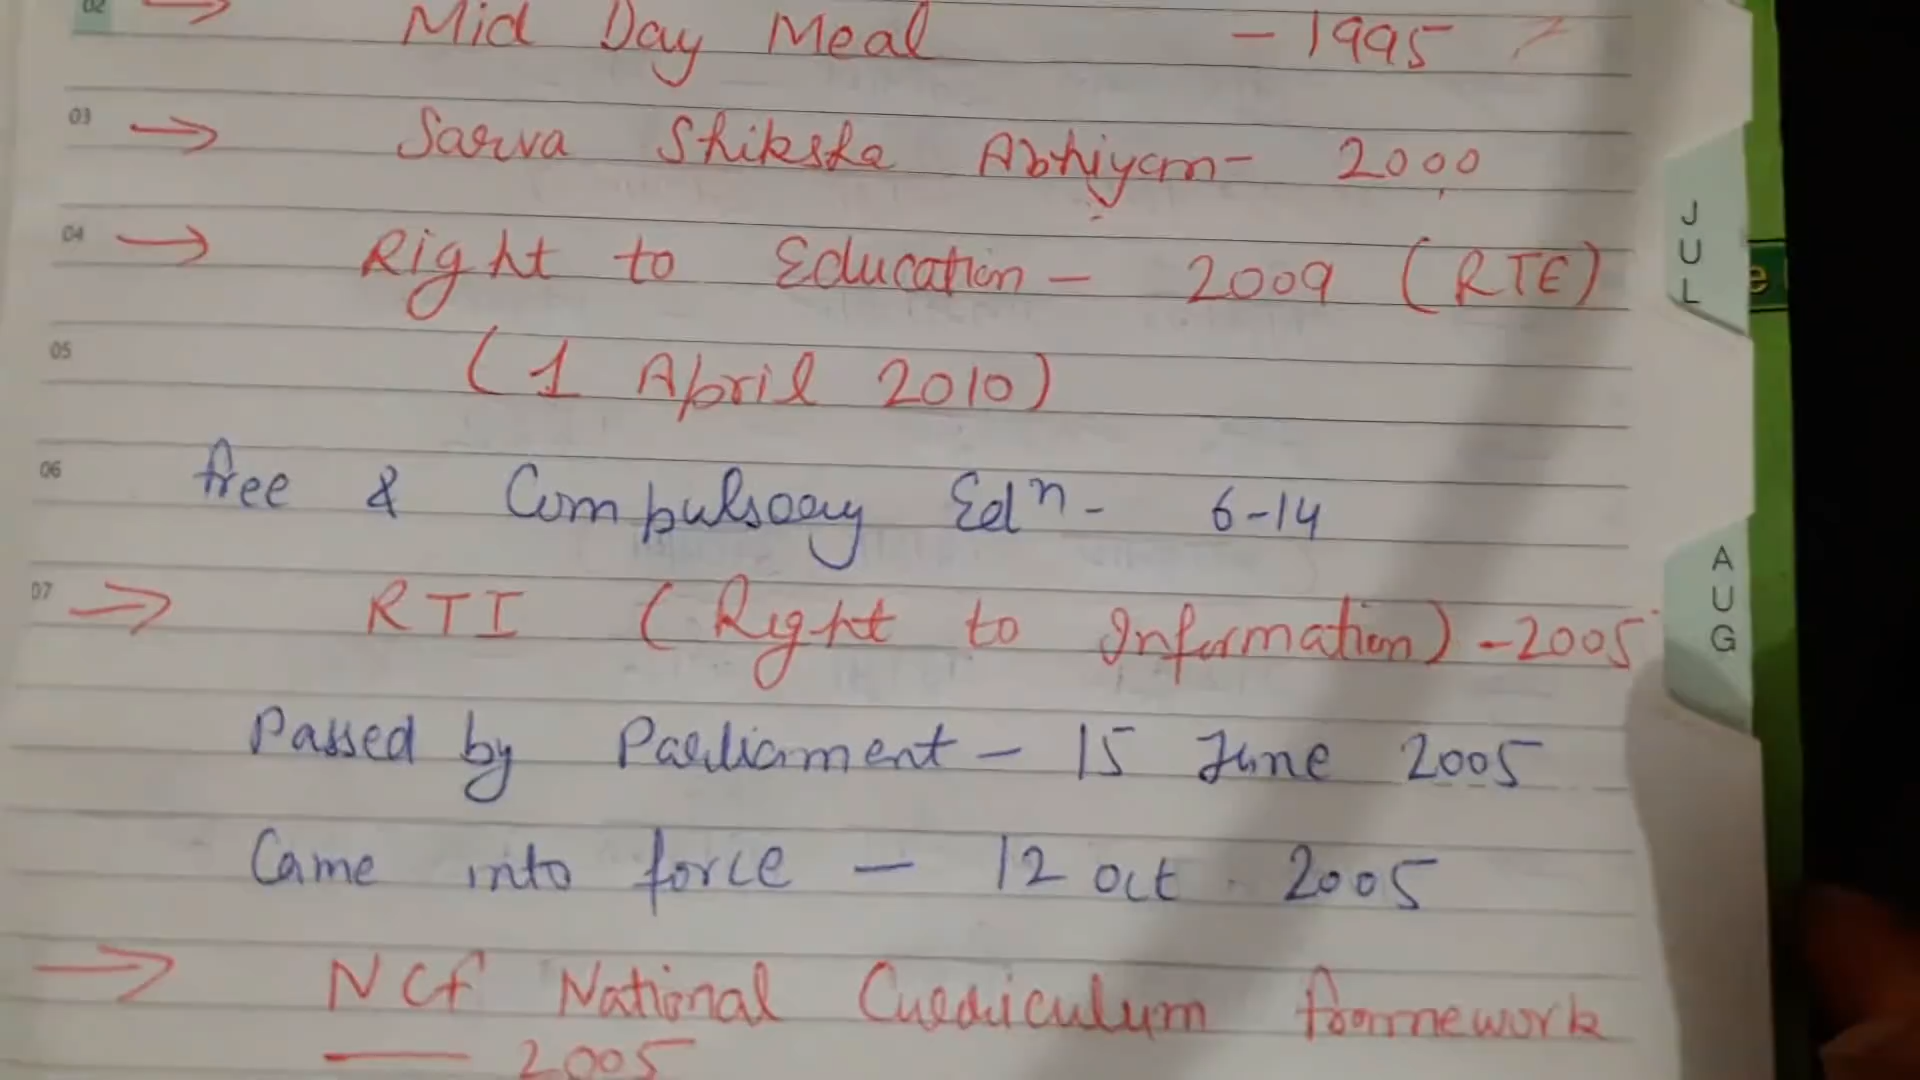 02 → Mid Day Meal - 1995
03 → Sarva Shiksha Abhiyan - 2000
04 → Right to Education - 2009 (RTE)
05 (1 April 2010)
06 free & Compulsory Edn - 6-14
07 → RTI (Right to Information) - 2005
Passed by Parliament - 15 June 2005
Came into force - 12 Oct 2005
→ NCf National Curriculum framework
— 2005
JUL
AUG